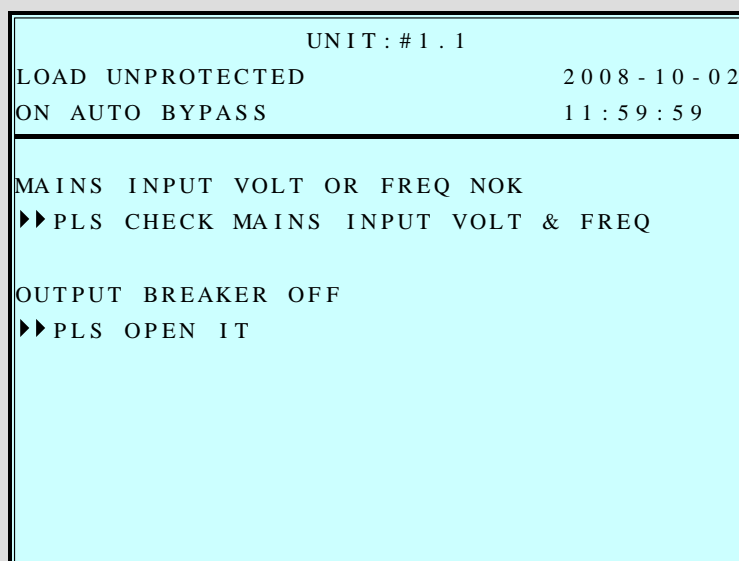 UNIT:#1.1
LOAD UNPROTECTED 2008-10-02
ON AUTO BYPASS 11:59:59
MAINS INPUT VOLT OR FREQ NOK
PLS CHECK MAINS INPUT VOLT & FREQ
OUTPUT BREAKER OFF
PLS OPEN IT